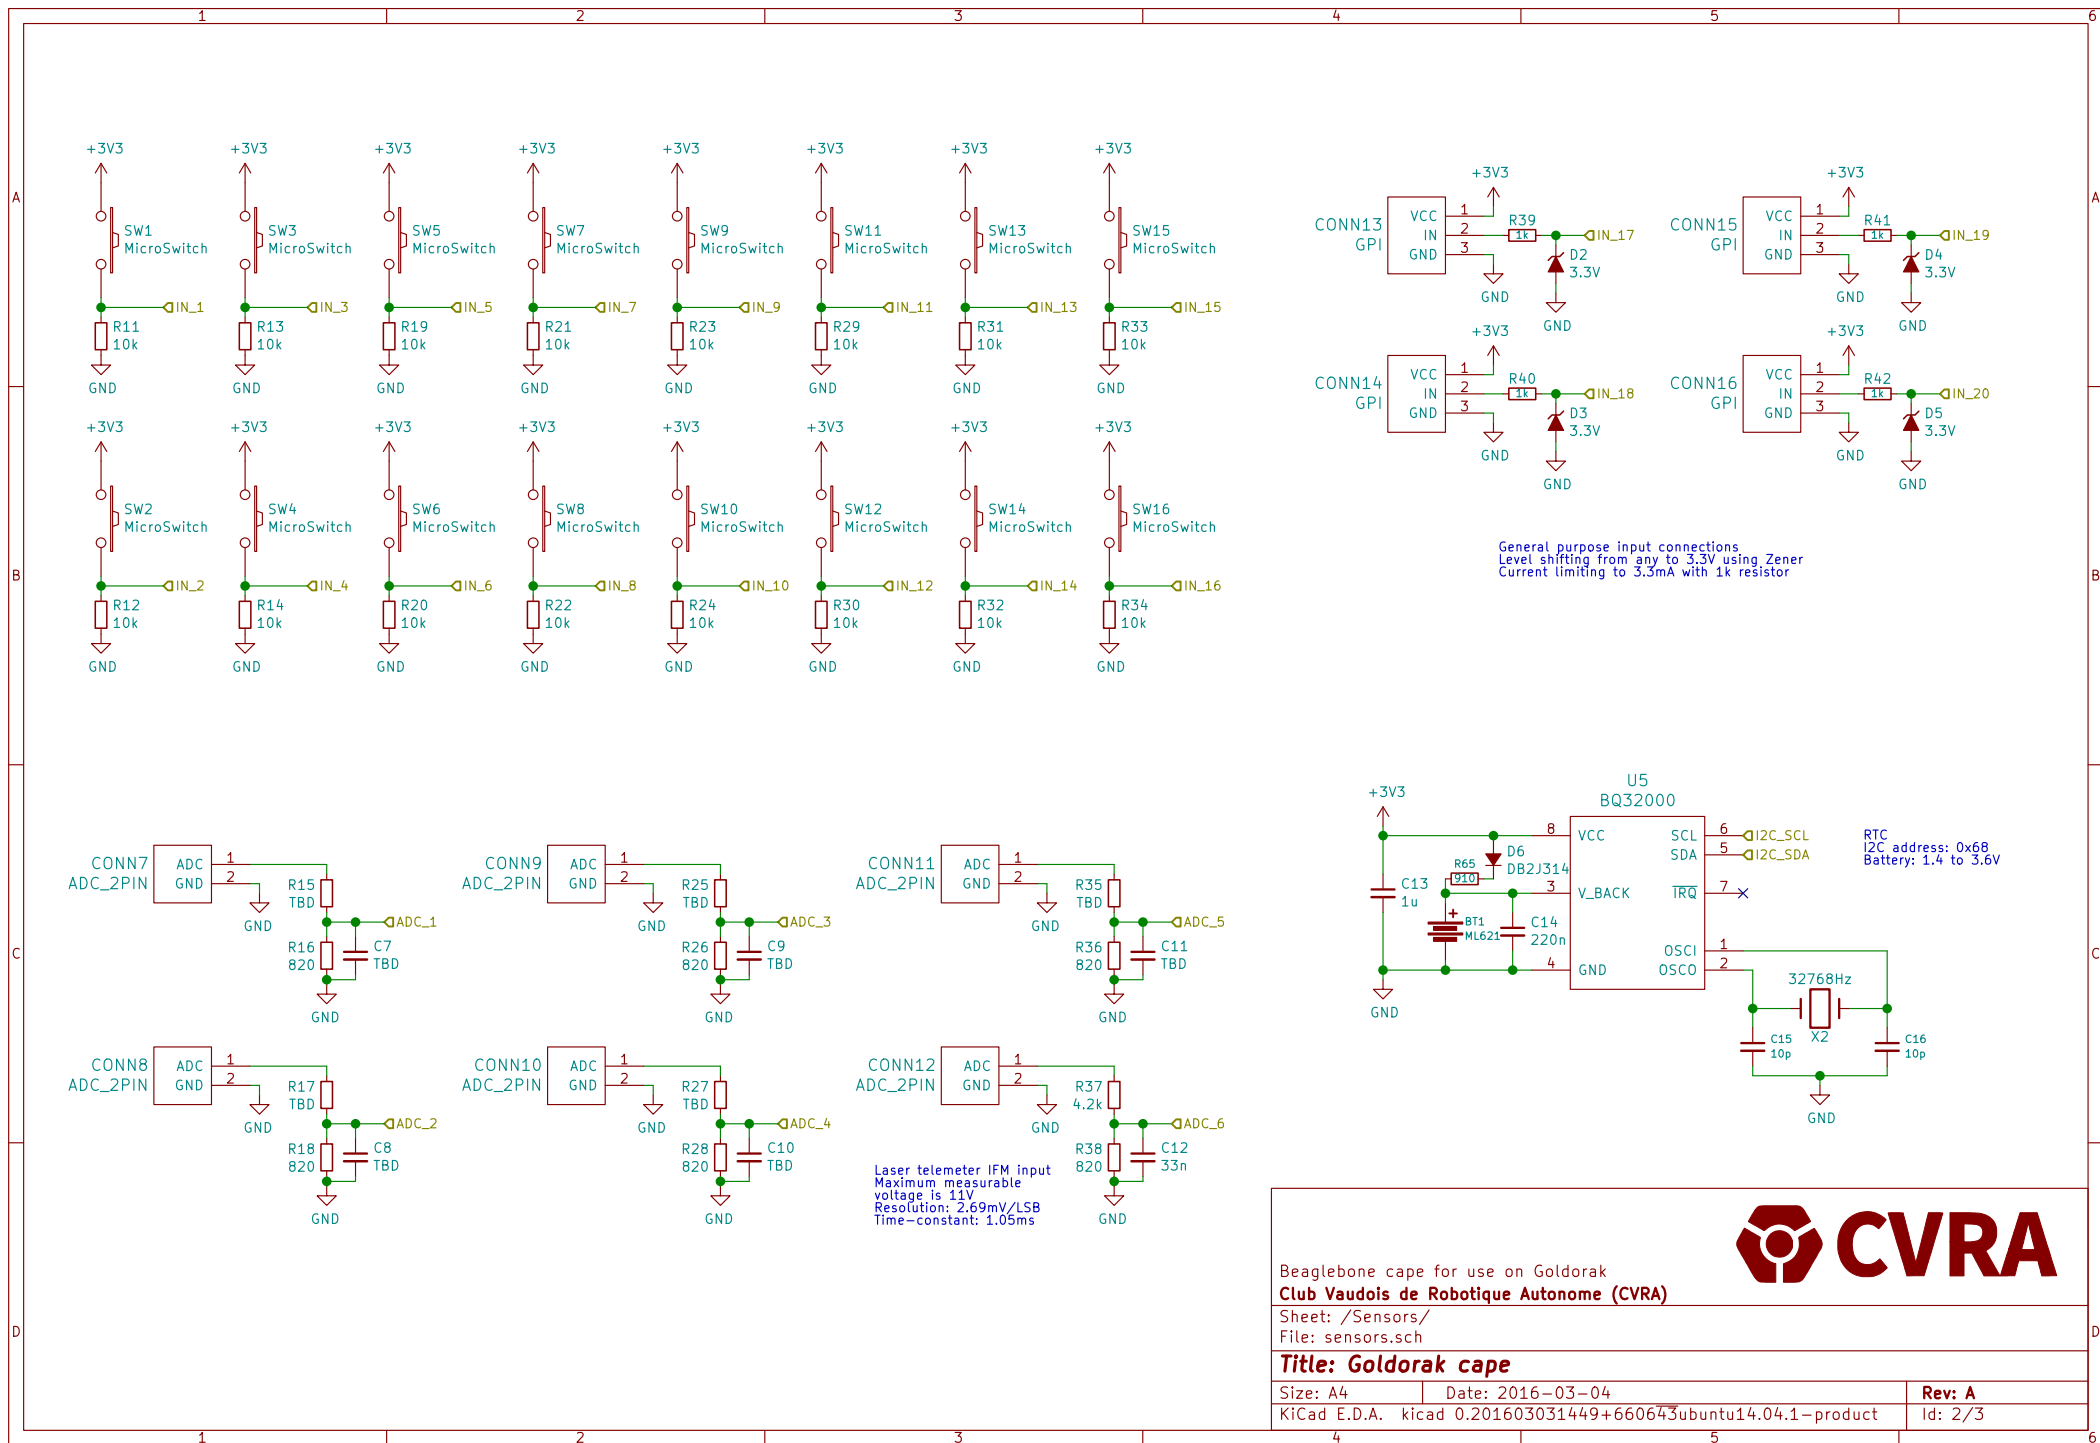 1 2 3 4 5 6
A A
+3V3 +3V3 +3V3 +3V3 +3V3 +3V3 +3V3 +3V3
SW1 SW3 SW5 SW7 SW9 SW11 SW13 SW15
MicroSwitch MicroSwitch MicroSwitch MicroSwitch MicroSwitch MicroSwitch MicroSwitch MicroSwitch
IN_1 IN_3 IN_5 IN_7 IN_9 IN_11 IN_13 IN_15
R11 R13 R19 R21 R23 R29 R31 R33
10k 10k 10k 10k 10k 10k 10k 10k
GND GND GND GND GND GND GND GND
+3V3 +3V3 +3V3 +3V3 +3V3 +3V3 +3V3 +3V3
SW2 SW4 SW6 SW8 SW10 SW12 SW14 SW16
MicroSwitch MicroSwitch MicroSwitch MicroSwitch MicroSwitch MicroSwitch MicroSwitch MicroSwitch
IN_2 IN_4 IN_6 IN_8 IN_10 IN_12 IN_14 IN_16
R12 R14 R20 R22 R24 R30 R32 R34
10k 10k 10k 10k 10k 10k 10k 10k
GND GND GND GND GND GND GND GND
+3V3 +3V3
CONN13 VCC 1 R39 CONN15 VCC 1 R41
GPI IN 2 1k IN_17 GPI IN 2 1k IN_19
GND 3 D2 GND 3 D4
3.3V 3.3V
GND GND
GND GND
+3V3 +3V3
CONN14 VCC 1 R40 CONN16 VCC 1 R42
GPI IN 2 1k IN_18 GPI IN 2 1k IN_20
GND 3 D3 GND 3 D5
3.3V 3.3V
GND GND
GND GND
General purpose input connections
Level shifting from any to 3.3V using Zener
Current limiting to 3.3mA with 1k resistor
B B
CONN7 ADC 1 CONN9 ADC 1 CONN11 ADC 1
ADC_2PIN GND 2 ADC_2PIN GND 2 ADC_2PIN GND 2
R15 R25 R35
TBD TBD TBD
GND GND GND
ADC_1 ADC_3 ADC_5
R16 C7 R26 C9 R36 C11
820 TBD 820 TBD 820 TBD
GND GND GND
CONN8 ADC 1 CONN10 ADC 1 CONN12 ADC 1
ADC_2PIN GND 2 ADC_2PIN GND 2 ADC_2PIN GND 2
R17 R27 R37
TBD TBD 4.2k
GND GND GND
ADC_2 ADC_4 ADC_6
R18 C8 R28 C10 R38 C12
820 TBD 820 TBD 820 33n
GND GND GND
Laser telemeter IFM input
Maximum measurable
voltage is 11V
Resolution: 2.69mV/LSB
Time-constant: 1.05ms
U5
BQ32000
+3V3
8 VCC SCL 6 I2C_SCL
SDA 5 I2C_SDA
D6
DB2J314
R65
910
3 V_BACK IRQ 7
C13
1u
BT1
ML621
C14
220n
OSCI 1
4 GND OSCO 2
GND
32768Hz
X2
C15
10p
C16
10p
GND
RTC
I2C address: 0x68
Battery: 1.4 to 3.6V
C C
CVRA
Beaglebone cape for use on Goldorak
Club Vaudois de Robotique Autonome (CVRA)
Sheet: /Sensors/
File: sensors.sch
Title: Goldorak cape
Size: A4 Date: 2016-03-04 Rev: A
KiCad E.D.A. kicad 0.201603031449+660643ubuntu14.04.1-product Id: 2/3
D D
1 2 3 4 5 6